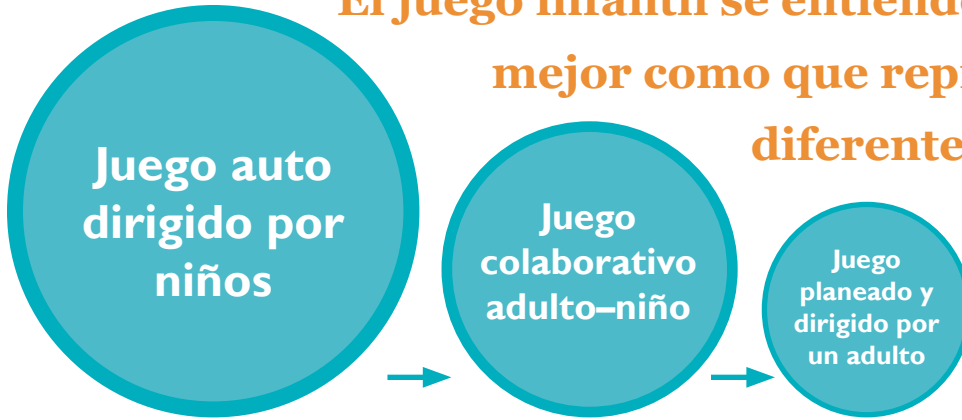 El juego infantil se entiende
mejor como que
diferente
Juego auto
dirigido por
niños
Juego
colaborativo
adulto–niño
Juego
planeado y
dirigido por
un adulto